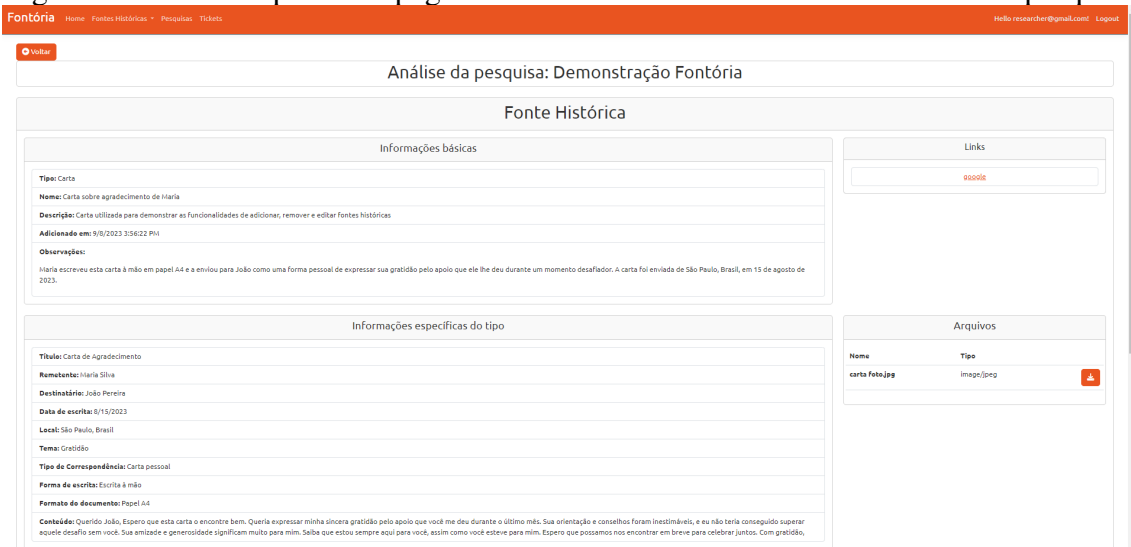 Fontória Home Fontes Históricas Pesquisas Tickets Hello researcher@gmail.com! Logout
Voltar
Análise da pesquisa: Demonstração Fontória
Fonte Histórica
Informações básicas
Tipo: Carta
Nome: Carta sobre agradecimento de Maria
Descrição: Carta utilizada para demonstrar as funcionalidades de adicionar, remover e editar fontes históricas
Adicionado em: 9/8/2023 3:56:22 PM
Observações:
Maria escreveu esta carta à mão em papel A4 e a enviou para João como uma forma pessoal de expressar sua gratidão pelo apoio que ele lhe deu durante um momento desafiador. A carta foi enviada de São Paulo, Brasil, em 15 de agosto de
2023.
Links
google
Informações específicas do tipo
Título: Carta de Agradecimento
Remetente: Maria Silva
Destinatário: João Pereira
Data de escrita: 8/15/2023
Local: São Paulo, Brasil
Tema: Gratidão
Tipo de Correspondência: Carta pessoal
Forma de escrita: Escrita à mão
Formato do documento: Papel A4
Conteúdo: Querido João, Espero que esta carta o encontre bem. Queria expressar minha sincera gratidão pelo apoio que você me deu durante o último mês. Sua orientação e conselhos foram inestimáveis, e eu não teria conseguido superar
aquele desafio sem você. Sua amizade e generosidade significam muito para mim. Saiba que estou sempre aqui para você, assim como você esteve para mim. Espero que possamos nos encontrar em breve para celebrar juntos. Com gratidão,
Arquivos
Nome Tipo
carta foto.jpg image/jpeg